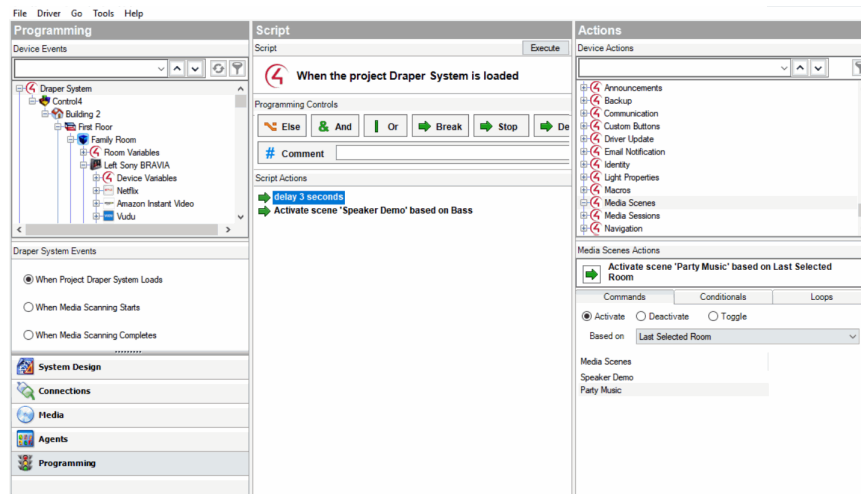 File Driver Go Tools Help
Programming
Device Events
Draper System
Control4
Building 2
First Floor
Family Room
Room Variables
Left Sony BRAVIA
Device Variables
Netflix
Amazon Instant Video
Vudu
Draper System Events
When Project Draper System Loads
When Media Scanning Starts
When Media Scanning Completes
System Design
Connections
Media
Agents
Programming
Script
Script Execute
When the project Draper System is loaded
Programming Controls
Else And Or Break Stop De
# Comment
Script Actions
delay 3 seconds
Activate scene 'Speaker Demo' based on Bass
Actions
Device Actions
Announcements
Backup
Communication
Custom Buttons
Driver Update
Email Notification
Identity
Light Properties
Macros
Media Scenes
Media Sessions
Navigation
Media Scenes Actions
Activate scene 'Party Music' based on Last Selected
Room
Commands Conditionals Loops
Activate Deactivate Toggle
Based on Last Selected Room
Media Scenes
Speaker Demo
Party Music